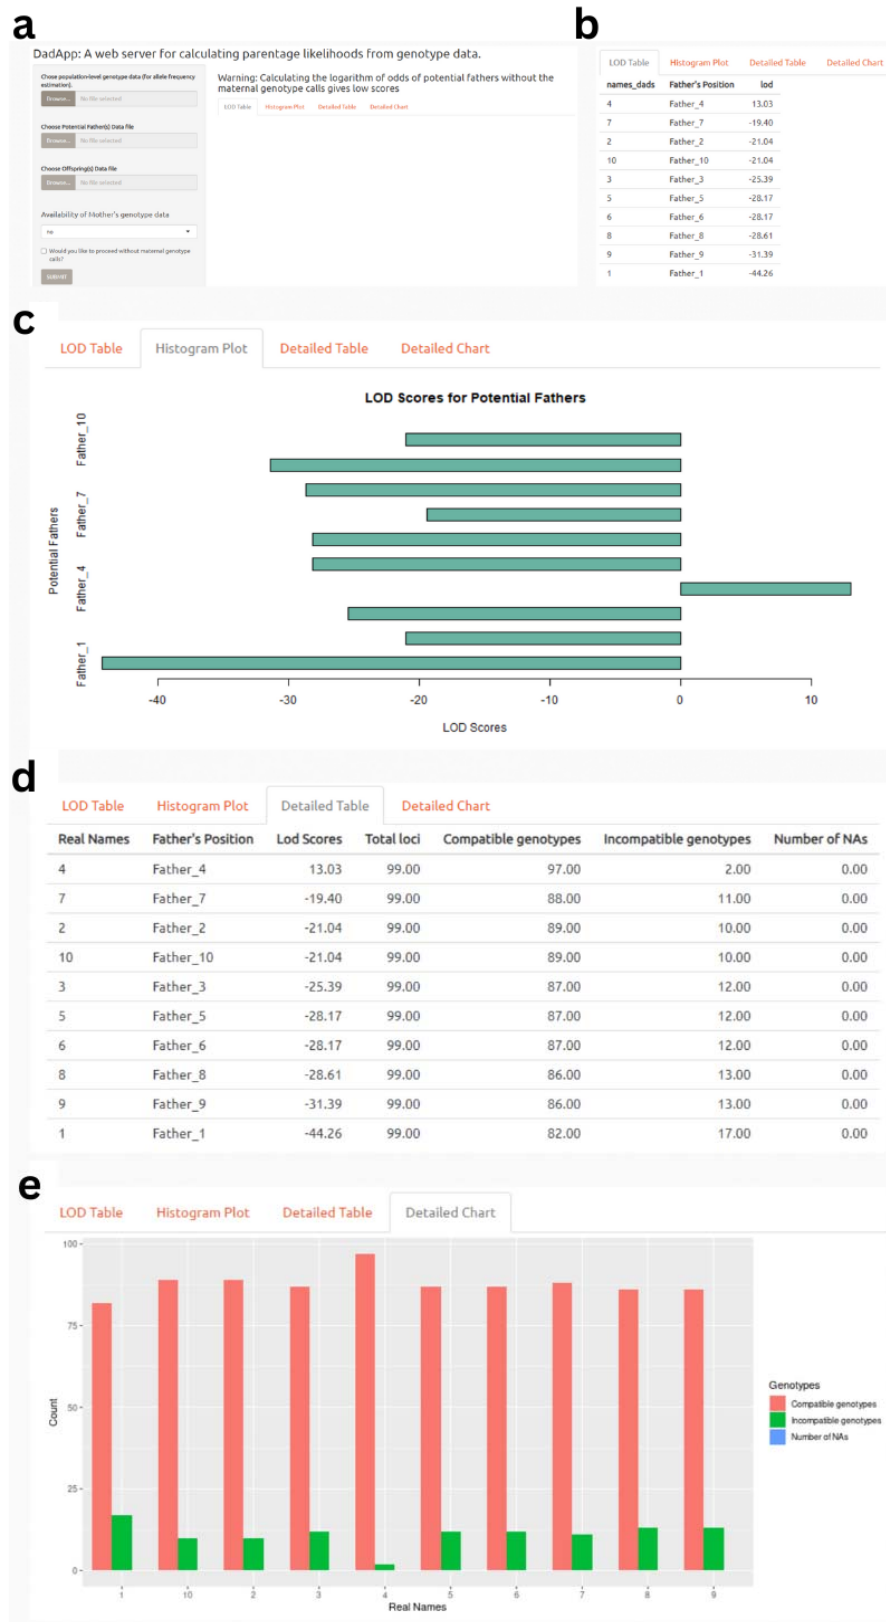 a
DadApp: A web server for calculating parentage likelihoods from genotype data.
Chose population-level genotype data (for allele frequency
estimation).
Browse... No file selected
Choose Potential Father(s) Data file
Browse... No file selected
Choose Offspring(s) Data file
Browse... No file selected
Availability of Mother's genotype data
no
Would you like to proceed without maternal genotype
calls?
SUBMIT
Warning: Calculating the logarithm of odds of potential fathers without the
maternal genotype calls gives low scores
LOD Table Histogram Plot Detailed Table Detailed Chart
b
LOD Table Histogram Plot Detailed Table Detailed Chart
names_dads Father's Position lod
4 Father_4 13.03
7 Father_7 -19.40
2 Father_2 -21.04
10 Father_10 -21.04
3 Father_3 -25.39
5 Father_5 -28.17
6 Father_6 -28.17
8 Father_8 -28.61
9 Father_9 -31.39
1 Father_1 -44.26
c
LOD Table Histogram Plot Detailed Table Detailed Chart
LOD Scores for Potential Fathers
Potential Fathers
Father_10
Father_7
Father_4
Father_1
-40 -30 -20 -10 0 10
LOD Scores
d
LOD Table Histogram Plot Detailed Table Detailed Chart
Real Names Father's Position Lod Scores Total loci Compatible genotypes Incompatible genotypes Number of NAs
4 Father_4 13.03 99.00 97.00 2.00 0.00
7 Father_7 -19.40 99.00 88.00 11.00 0.00
2 Father_2 -21.04 99.00 89.00 10.00 0.00
10 Father_10 -21.04 99.00 89.00 10.00 0.00
3 Father_3 -25.39 99.00 87.00 12.00 0.00
5 Father_5 -28.17 99.00 87.00 12.00 0.00
6 Father_6 -28.17 99.00 87.00 12.00 0.00
8 Father_8 -28.61 99.00 86.00 13.00 0.00
9 Father_9 -31.39 99.00 86.00 13.00 0.00
1 Father_1 -44.26 99.00 82.00 17.00 0.00
e
LOD Table Histogram Plot Detailed Table Detailed Chart
100
75
50
25
0
Count
1 10 2 3 4 5 6 7 8 9
Real Names
Genotypes
Compatible genotypes
Incompatible genotypes
Number of NAs